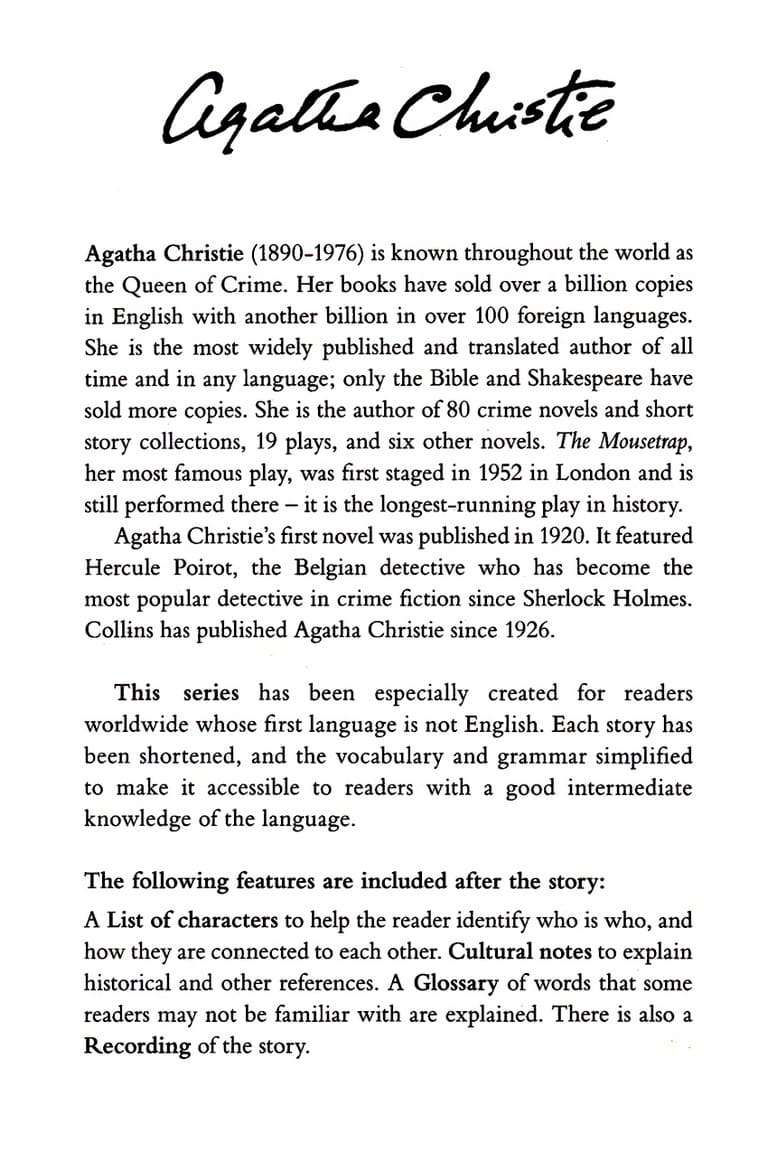 Agatha Christie
Agatha Christie (1890–1976) is known throughout the world as
the Queen of Crime. Her books have sold over a billion copies
in English with another billion in over 100 foreign languages.
She is the most widely published and translated author of all
time and in any language; only the Bible and Shakespeare have
sold more copies. She is the author of 80 crime novels and short
story collections, 19 plays, and six other novels. The Mousetrap,
her most famous play, was first staged in 1952 in London and is
still performed there – it is the longest-running play in history.
Agatha Christie's first novel was published in 1920. It featured
Hercule Poirot, the Belgian detective who has become the
most popular detective in crime fiction since Sherlock Holmes.
Collins has published Agatha Christie since 1926.
This series has been especially created for readers
worldwide whose first language is not English. Each story has
been shortened, and the vocabulary and grammar simplified
to make it accessible to readers with a good intermediate
knowledge of the language.
The following features are included after the story:
A List of characters to help the reader identify who is who, and
how they are connected to each other. Cultural notes to explain
historical and other references. A Glossary of words that some
readers may not be familiar with are explained. There is also a
Recording of the story.